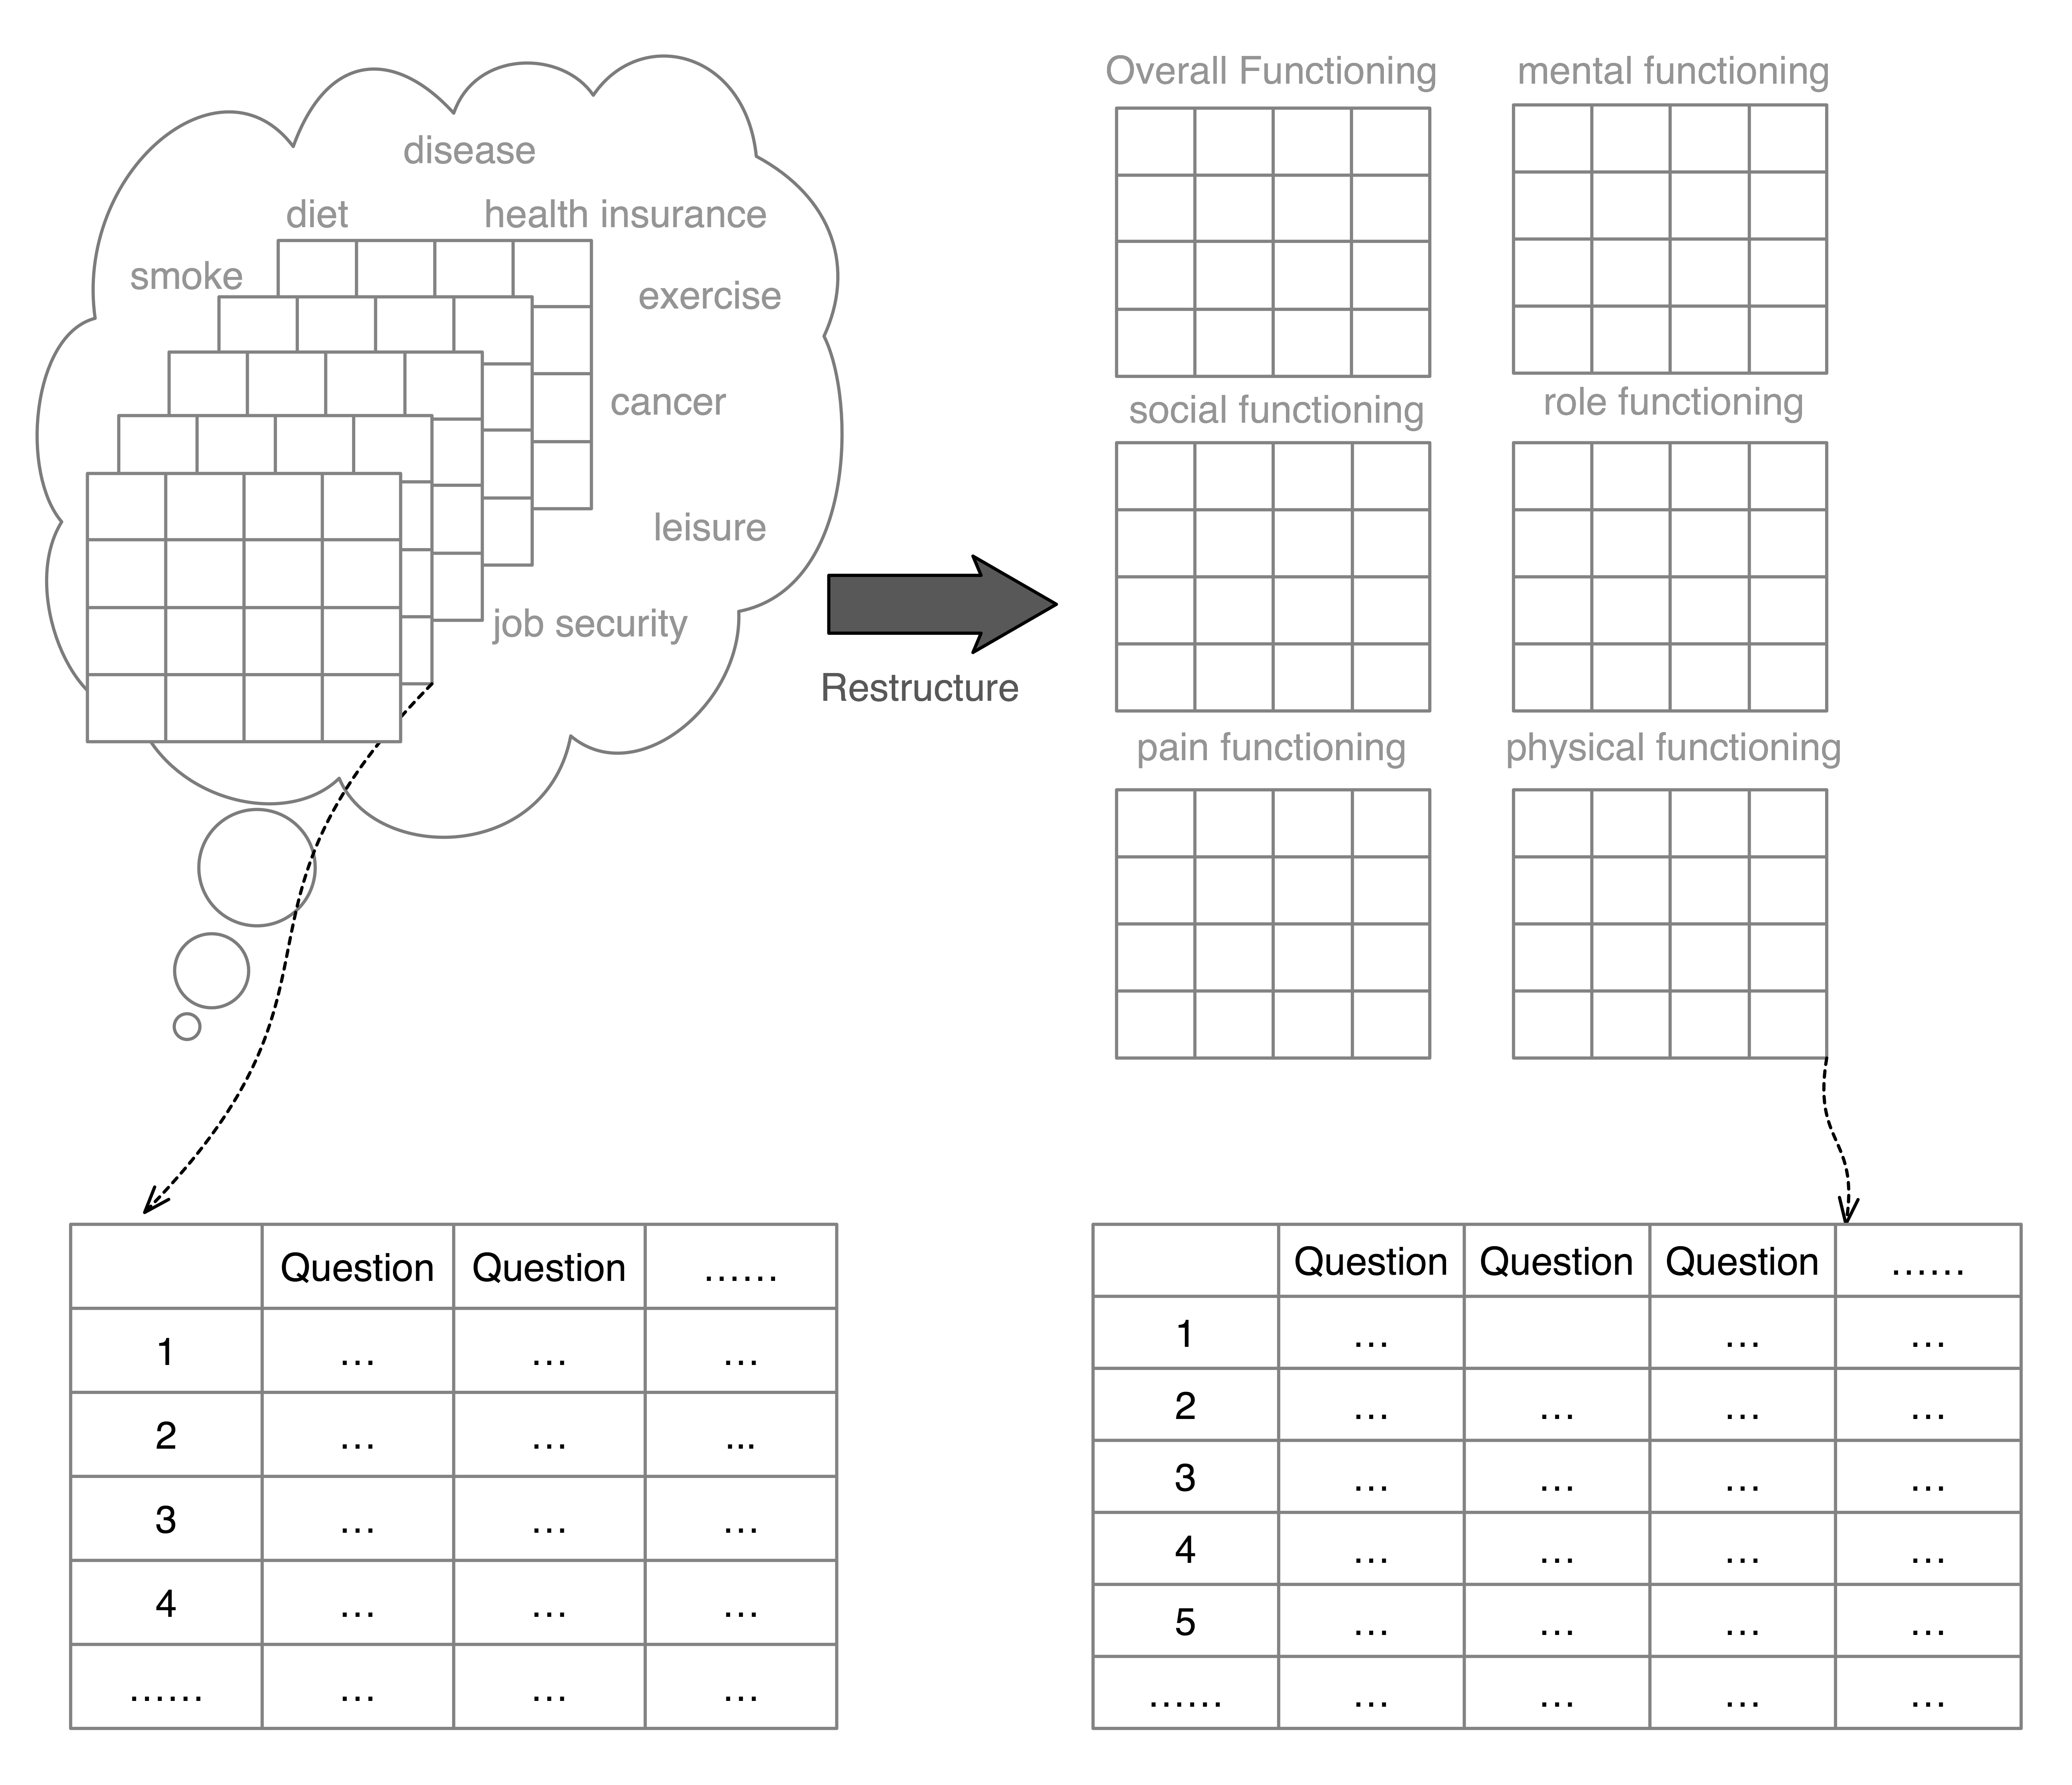 disease
diet
health insurance
smoke
exercise
cancer
leisure
job security
Restructure
Overall Functioning
mental functioning
social functioning
role functioning
pain functioning
physical functioning
Question Question ......
1 ... ... ...
2 ... ... ...
3 ... ... ...
4 ... ... ...
...... ... ... ...
Question Question Question ......
1 ... ... ...
2 ... ... ... ...
3 ... ... ... ...
4 ... ... ... ...
5 ... ... ... ...
...... ... ... ... ...